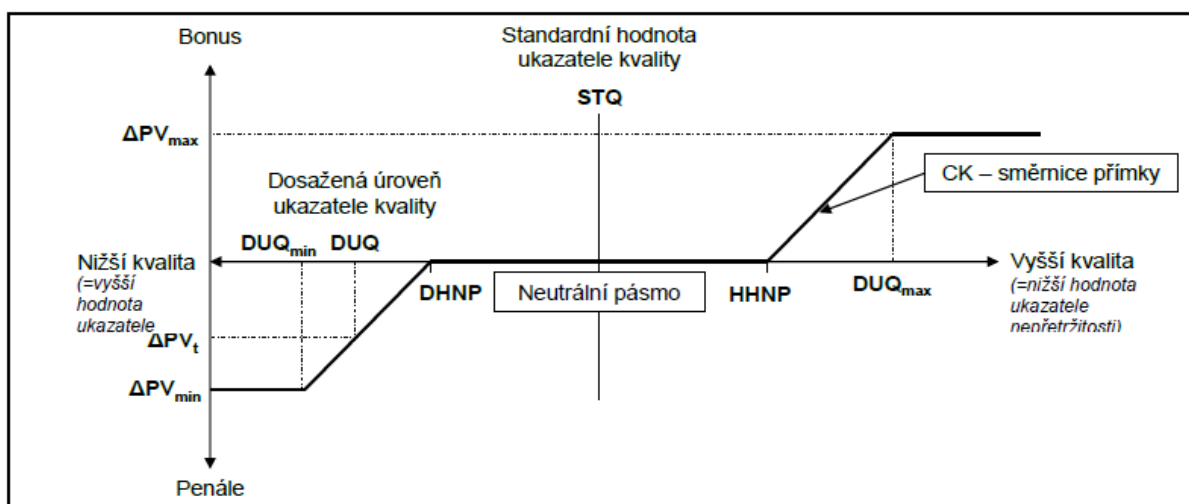 Bonus
Standardní hodnota
ukazatele kvality
STQ
ΔPVmax
CK – směrnice přímky
Dosažená úroveň
ukazatele kvality
DUQmin
DUQ
Nižší kvalita
(=vyšší
hodnota
ukazatele
DHNP
Neutrální pásmo
HHNP
DUQmax
Vyšší kvalita
(=nižší hodnota
ukazatele
nepřetržitosti)
ΔPVt
ΔPVmin
Penále